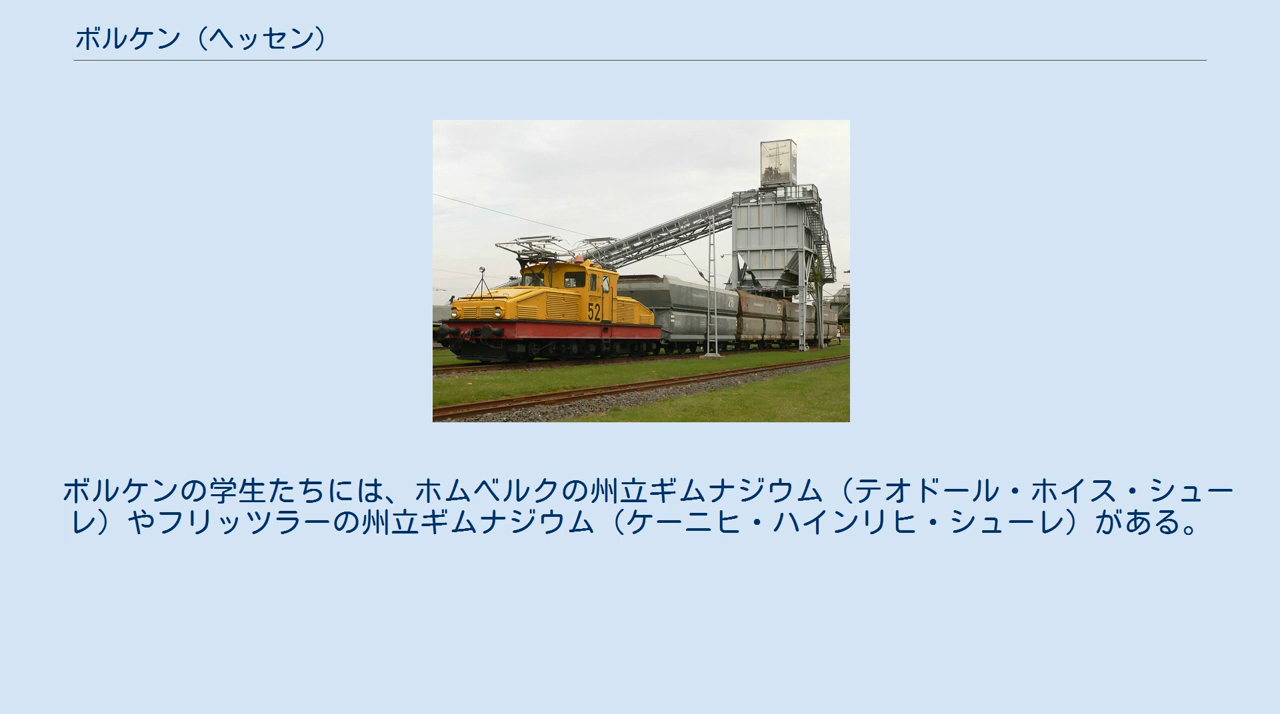 ボルケン（ヘッセン）
52
ボルケンの学生たちには、ホムベルクの州立ギムナジウム（テオドール・ホイス・シュー
レ）やフリッツラーの州立ギムナジウム（ケーニヒ・ハインリヒ・シューレ）がある。